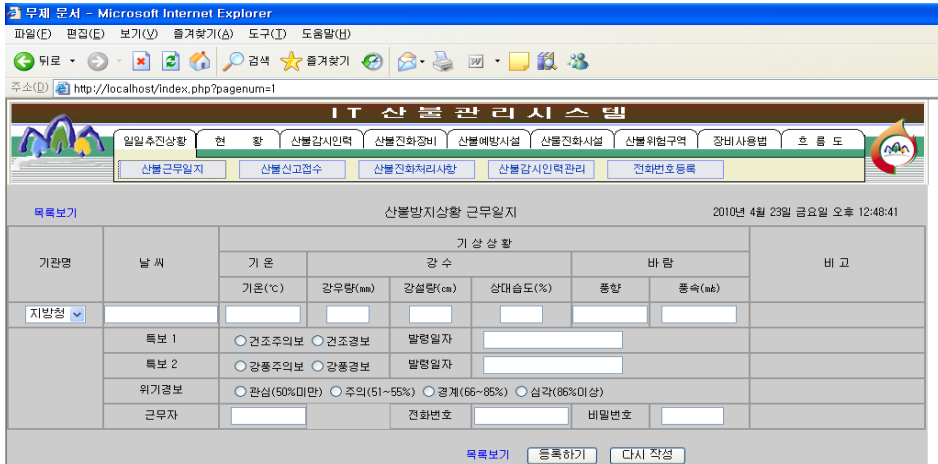 무제 문서 - Microsoft Internet Explorer
파일(F) 편집(E) 보기(V) 즐겨찾기(A) 도구(T) 도움말(H)
뒤로 검색 즐겨찾기
주소(D) http://localhost/index.php?pagenum=1
IT 산불관리시스템
일일추진상황 현 황 산불감시인력 산불진화장비 산불예방시설 산불진화시설 산불위험구역 장비사용법 흐름도
산불근무일지 산불신고접수 산불진화처리사항 산불감시인력관리 전화번호등록
목록보기 산불방지상황 근무일지 2010년 4월 23일 금요일 오후 12:48:41
기상상황
기관명 날 씨 기 온 강 수 바 람 비 고
기온(℃) 강우량(㎜) 강설량(㎝) 상대습도(%) 풍향 풍속(㎧)
지방청
특보 1 건조주의보 건조경보 발령일자
특보 2 강풍주의보 강풍경보 발령일자
위기경보 관심(50%미만) 주의(51~55%) 경계(66~85%) 심각(86%이상)
근무자 전화번호 비밀번호
목록보기 등록하기 다시 작성